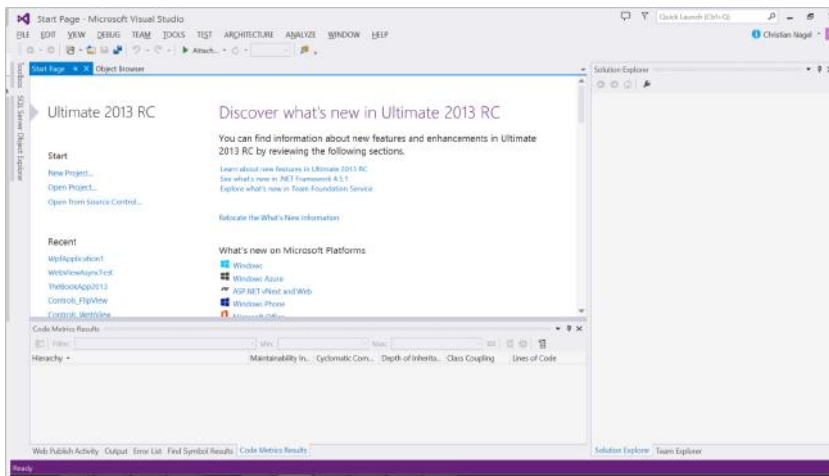 Start Page - Microsoft Visual Studio
Quick Launch (Ctrl+Q)
FILE EDIT VIEW DEBUG TEAM TOOLS TEST ARCHITECTURE ANALYZE WINDOW HELP
Christian Nagel
Attach...
Toolbox
SQL Server Object Explorer
Start Page
Object Browser
Ultimate 2013 RC
Start
New Project...
Open Project...
Open from Source Control...
Recent
WpfApplication1
WebViewAsyncTest
TheBookApp2013
Controls_FlipView
Controls_WebView
Discover what's new in Ultimate 2013 RC
You can find information about new features and enhancements in Ultimate
2013 RC by reviewing the following sections.
Learn about new features in Ultimate 2013 RC
See what's new in .NET Framework 4.5.1
Explore what's new in Team Foundation Service
Relocate the What's New Information
What's new on Microsoft Platforms
Windows
Windows Azure
ASP.NET vNext and Web
Windows Phone
Microsoft Office
Solution Explorer
Code Metrics Results
Filter:
Min:
Max:
Hierarchy
Maintainability In...
Cyclomatic Com...
Depth of Inherita...
Class Coupling
Lines of Code
Web Publish Activity Output Error List Find Symbol Results Code Metrics Results
Solution Explorer Team Explorer
Ready